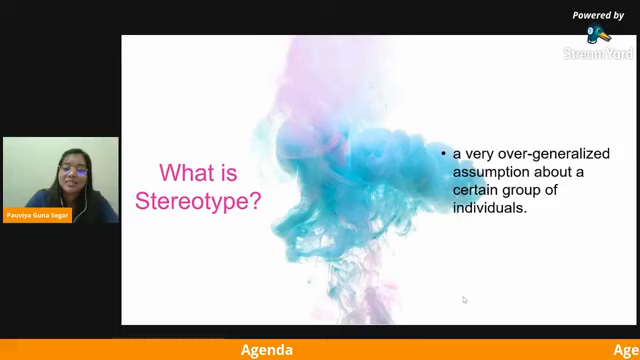 Powered by
StreamYard
What is
Stereotype?
• a very over-generalized
assumption about a
certain group of
individuals.
Pauviya Guna Segar
Agenda
Age